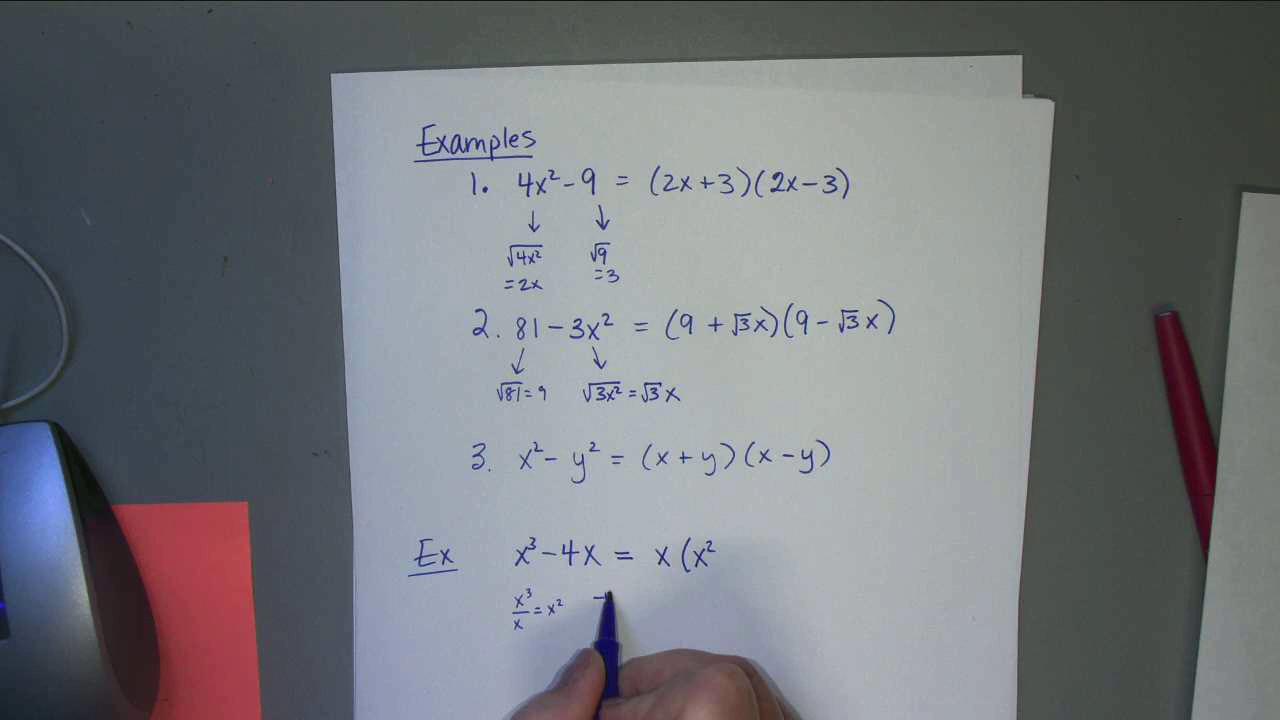 Examples
1. 4x² - 9 = (2x + 3)(2x - 3)
↓ ↓
√4x² √9
= 2x = 3
2. 81 - 3x² = (9 + √3x)(9 - √3x)
↓ ↓
√81 = 9 √3x² = √3x
3. x² - y² = (x + y)(x - y)
Ex x³ - 4x = x(x²
x³/x = x² -